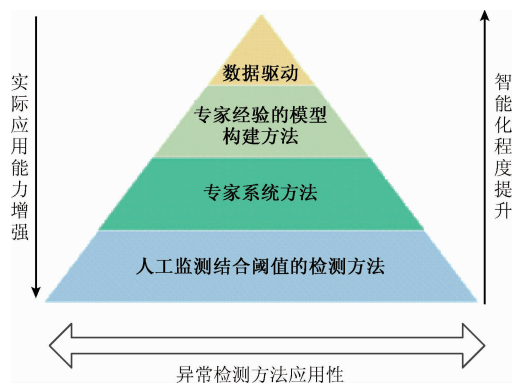 数据驱动
专家经验的模型
构建方法
专家系统方法
人工监测结合阈值的检测方法
实际应用能力增强
智能化程度提升
异常检测方法应用性